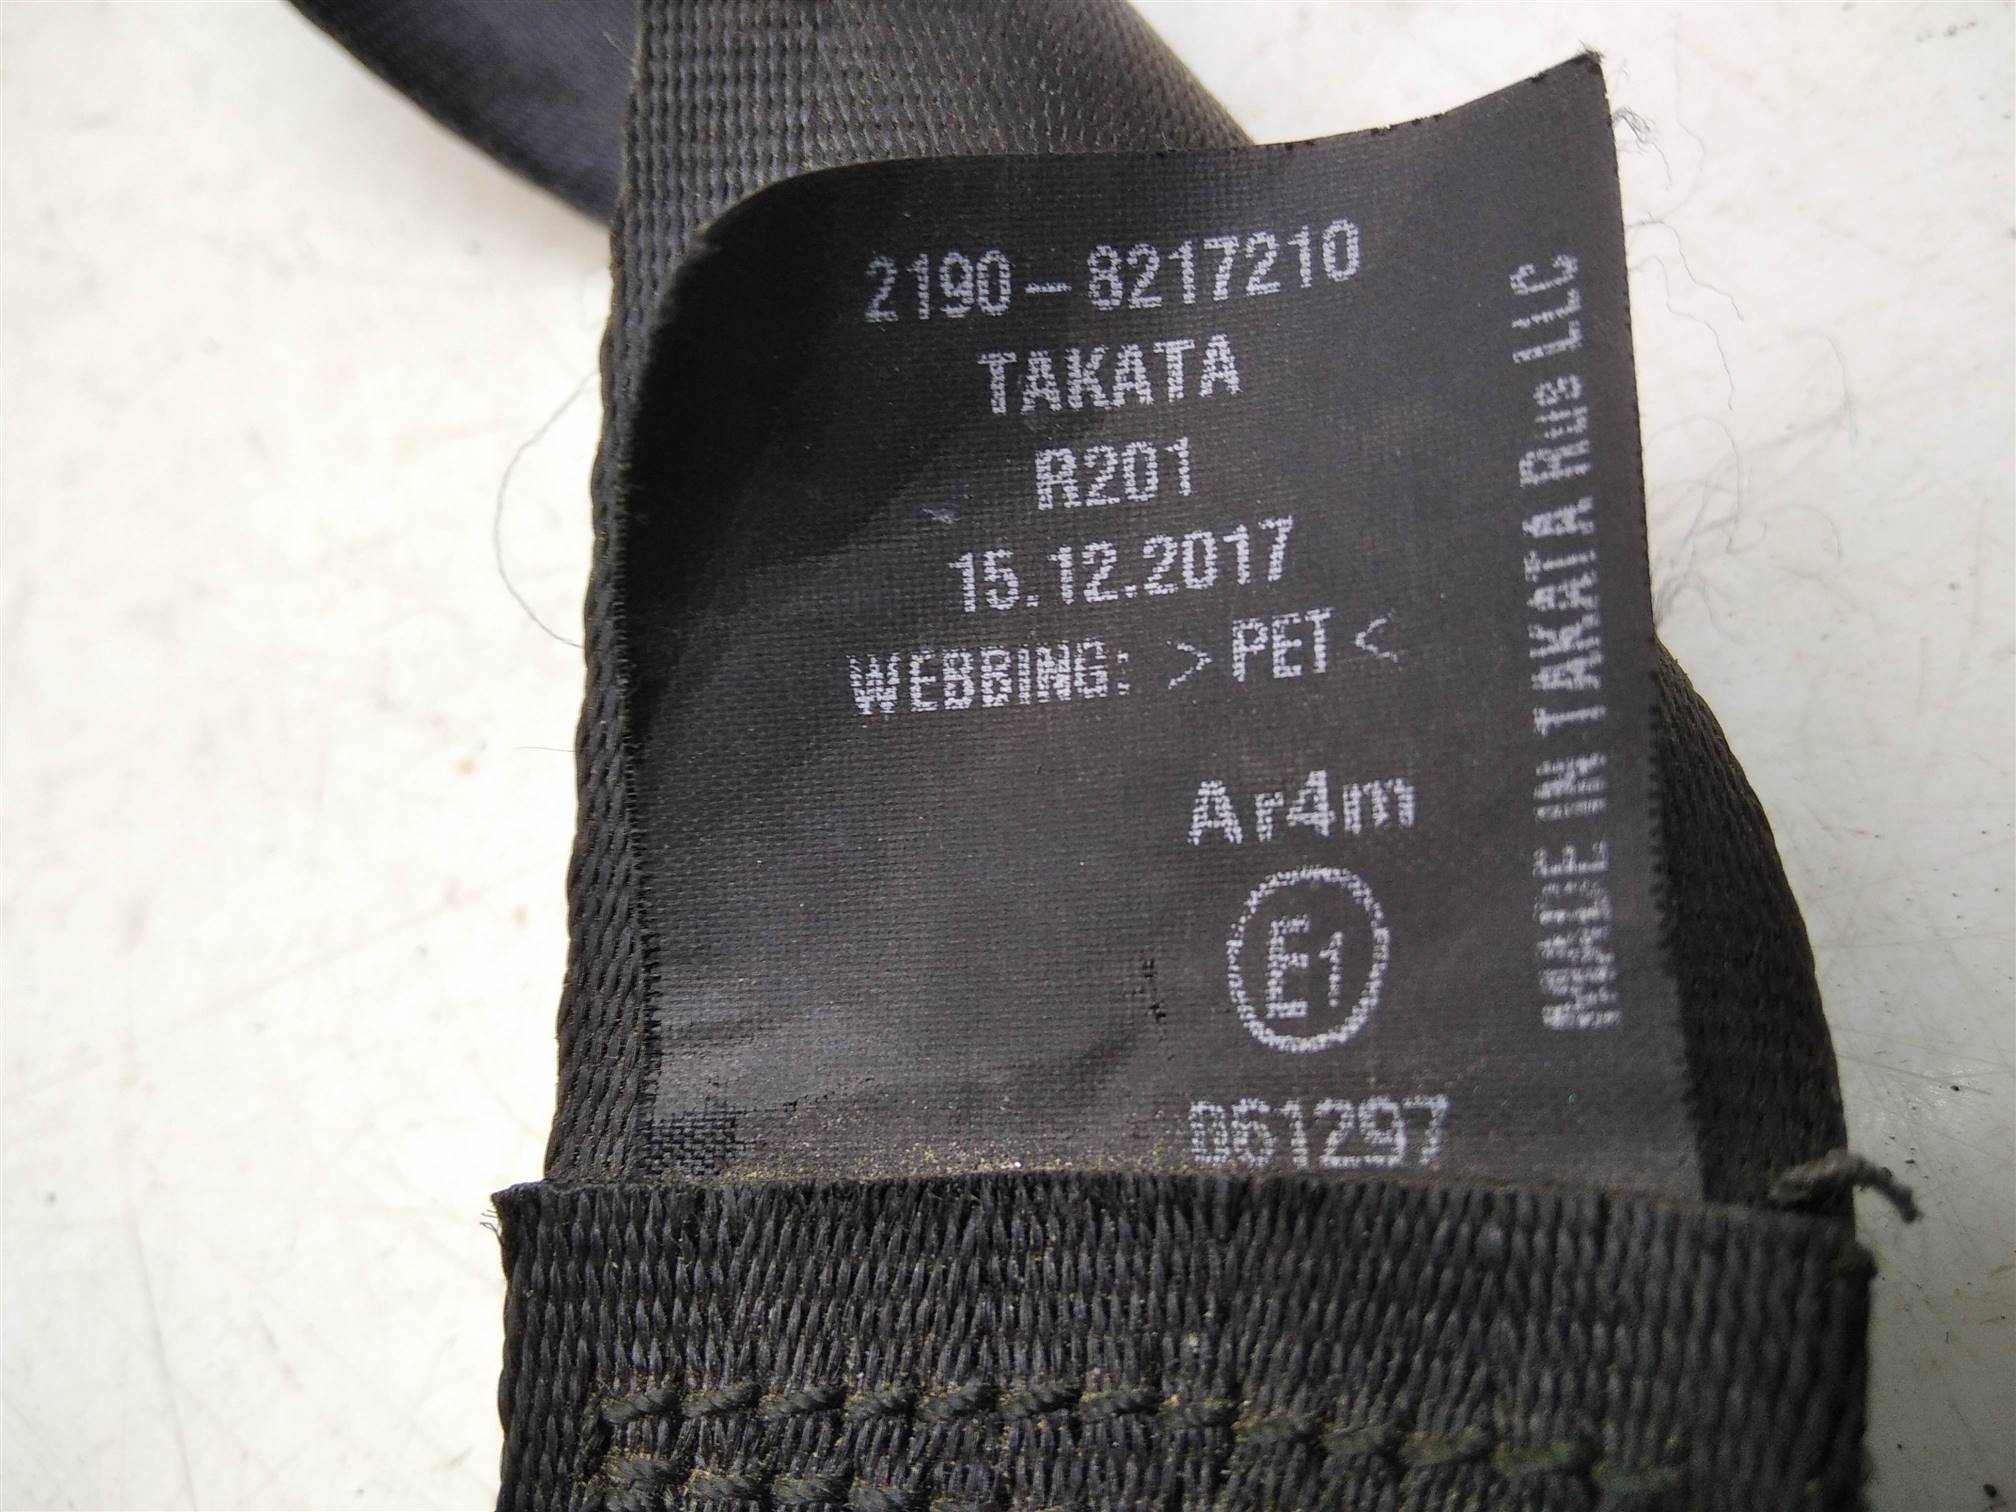 2190-8217210
TAKATA
R201
15.12.2017
WEBBING: >PET<
Ar4m
E1
061297
MADE IN TAKATA Rus LLC